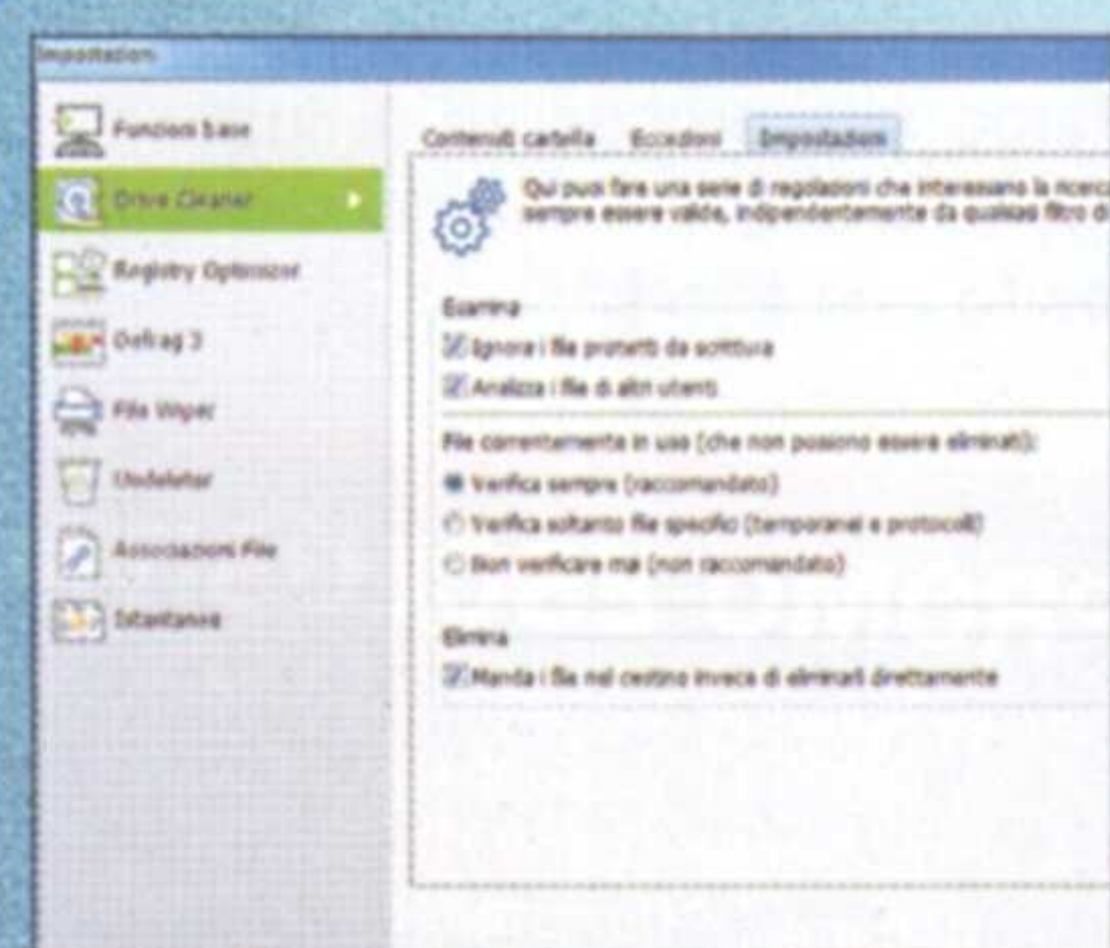 Impostazioni
Funzioni base
Drive Cleaner
Registry Optimizer
Defrag 3
File Wiper
Undeleter
Associazioni File
Istantanee
Contenuti cartella Eccezioni Impostazioni
Qui puoi fare una serie di regolazioni che interessano la ricerca
sempre essere valide, indipendentemente da qualsiasi filtro di
Esamina
Ignora i file protetti da scrittura
Analizza i file di altri utenti
File correntemente in uso (che non possono essere eliminati):
Verifica sempre (raccomandato)
Verifica soltanto file specifici (temporanei e protocolli)
Non verificare mai (non raccomandato)
Elimina
Manda i file nel cestino invece di eliminarli direttamente